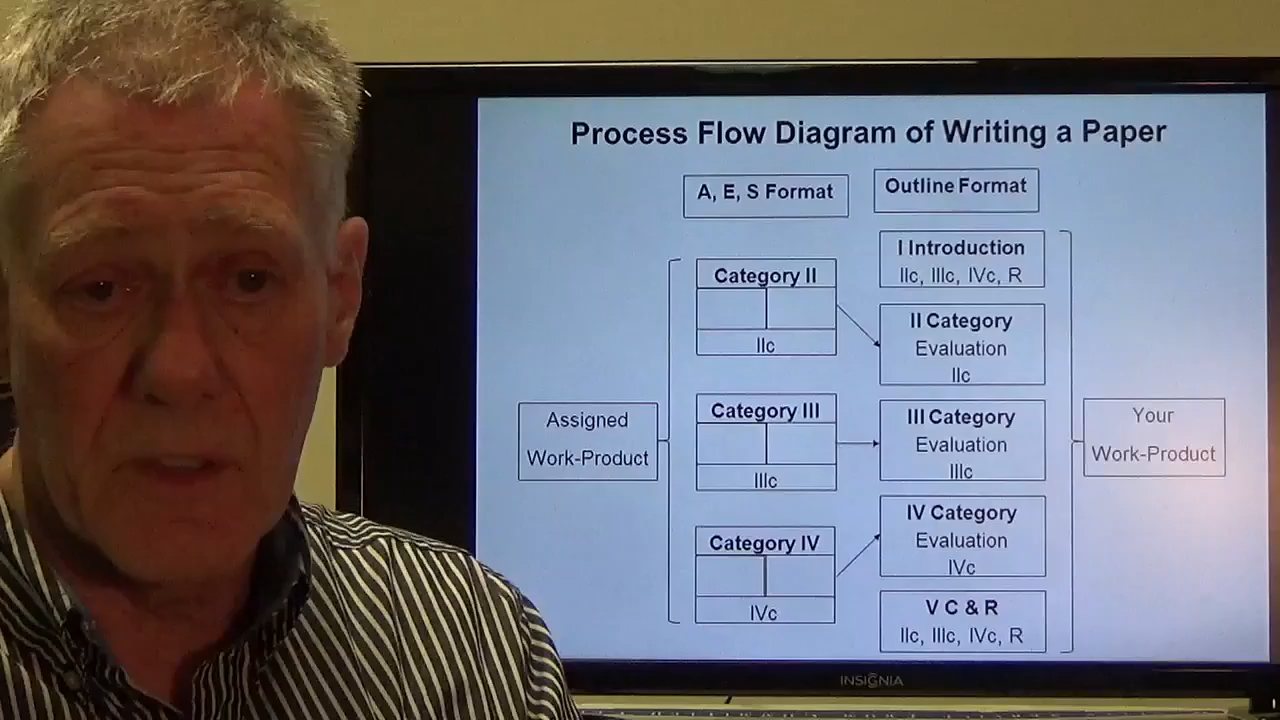 Process Flow Diagram of Writing a Paper
A, E, S Format
Outline Format
Assigned
Work-Product
Category II
IIc
Category III
IIIc
Category IV
IVc
I Introduction
IIc, IIIc, IVc, R
II Category
Evaluation
IIc
III Category
Evaluation
IIIc
IV Category
Evaluation
IVc
V C & R
IIc, IIIc, IVc, R
Your
Work-Product
INSIGNIA